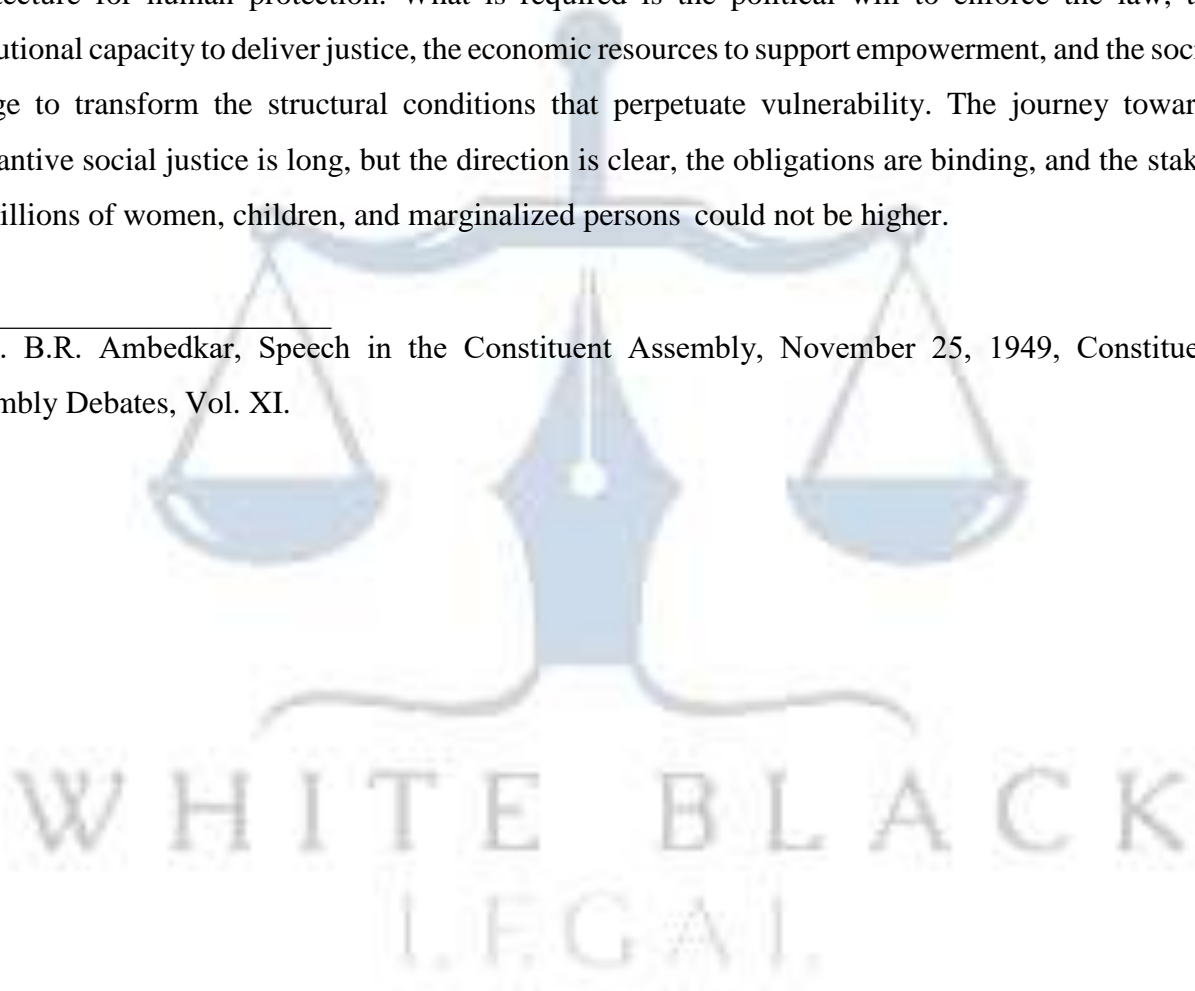 ecture for human protection. What is required is the political will to enforce the law, t
utional capacity to deliver justice, the economic resources to support empowerment, and the soci
ge to transform the structural conditions that perpetuate vulnerability. The journey towar
antive social justice is long, but the direction is clear, the obligations are binding, and the stak
illions of women, children, and marginalized persons could not be higher.
. B.R. Ambedkar, Speech in the Constituent Assembly, November 25, 1949, Constitue
mbly Debates, Vol. XI.
WHITE BLACK
LEGAL